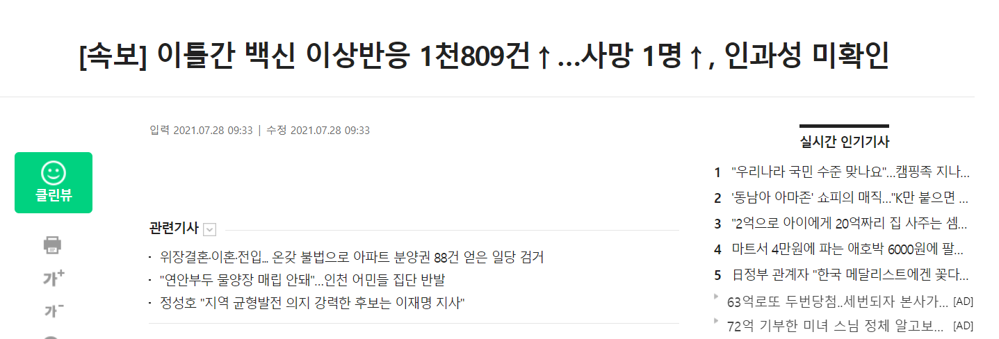 [속보] 이틀간 백신 이상반응 1천809건↑…사망 1명↑, 인과성 미확인
입력 2021.07.28 09:33 | 수정 2021.07.28 09:33
클린뷰
가+
가-
관련기사
· 위장결혼·이혼·전입... 온갖 불법으로 아파트 분양권 88건 얻은 일당 검거
· "연안부두 물양장 매립 안돼"…인천 어민들 집단 반발
· 정성호 "지역 균형발전 의지 강력한 후보는 이재명 지사"
실시간 인기기사
1 "우리나라 국민 수준 맞나요"…캠핑족 지나…
2 '동남아 아마존' 쇼피의 매직…"K만 붙으면 …
3 "2억으로 아이에게 20억짜리 집 사주는 셈…
4 마트서 4만원에 파는 애호박 6000원에 팔…
5 日정부 관계자 "한국 메달리스트에겐 꽃다…
63억로또 두번당첨..세번되자 본사가… [AD]
72억 기부한 미녀 스님 정체 알고보… [AD]